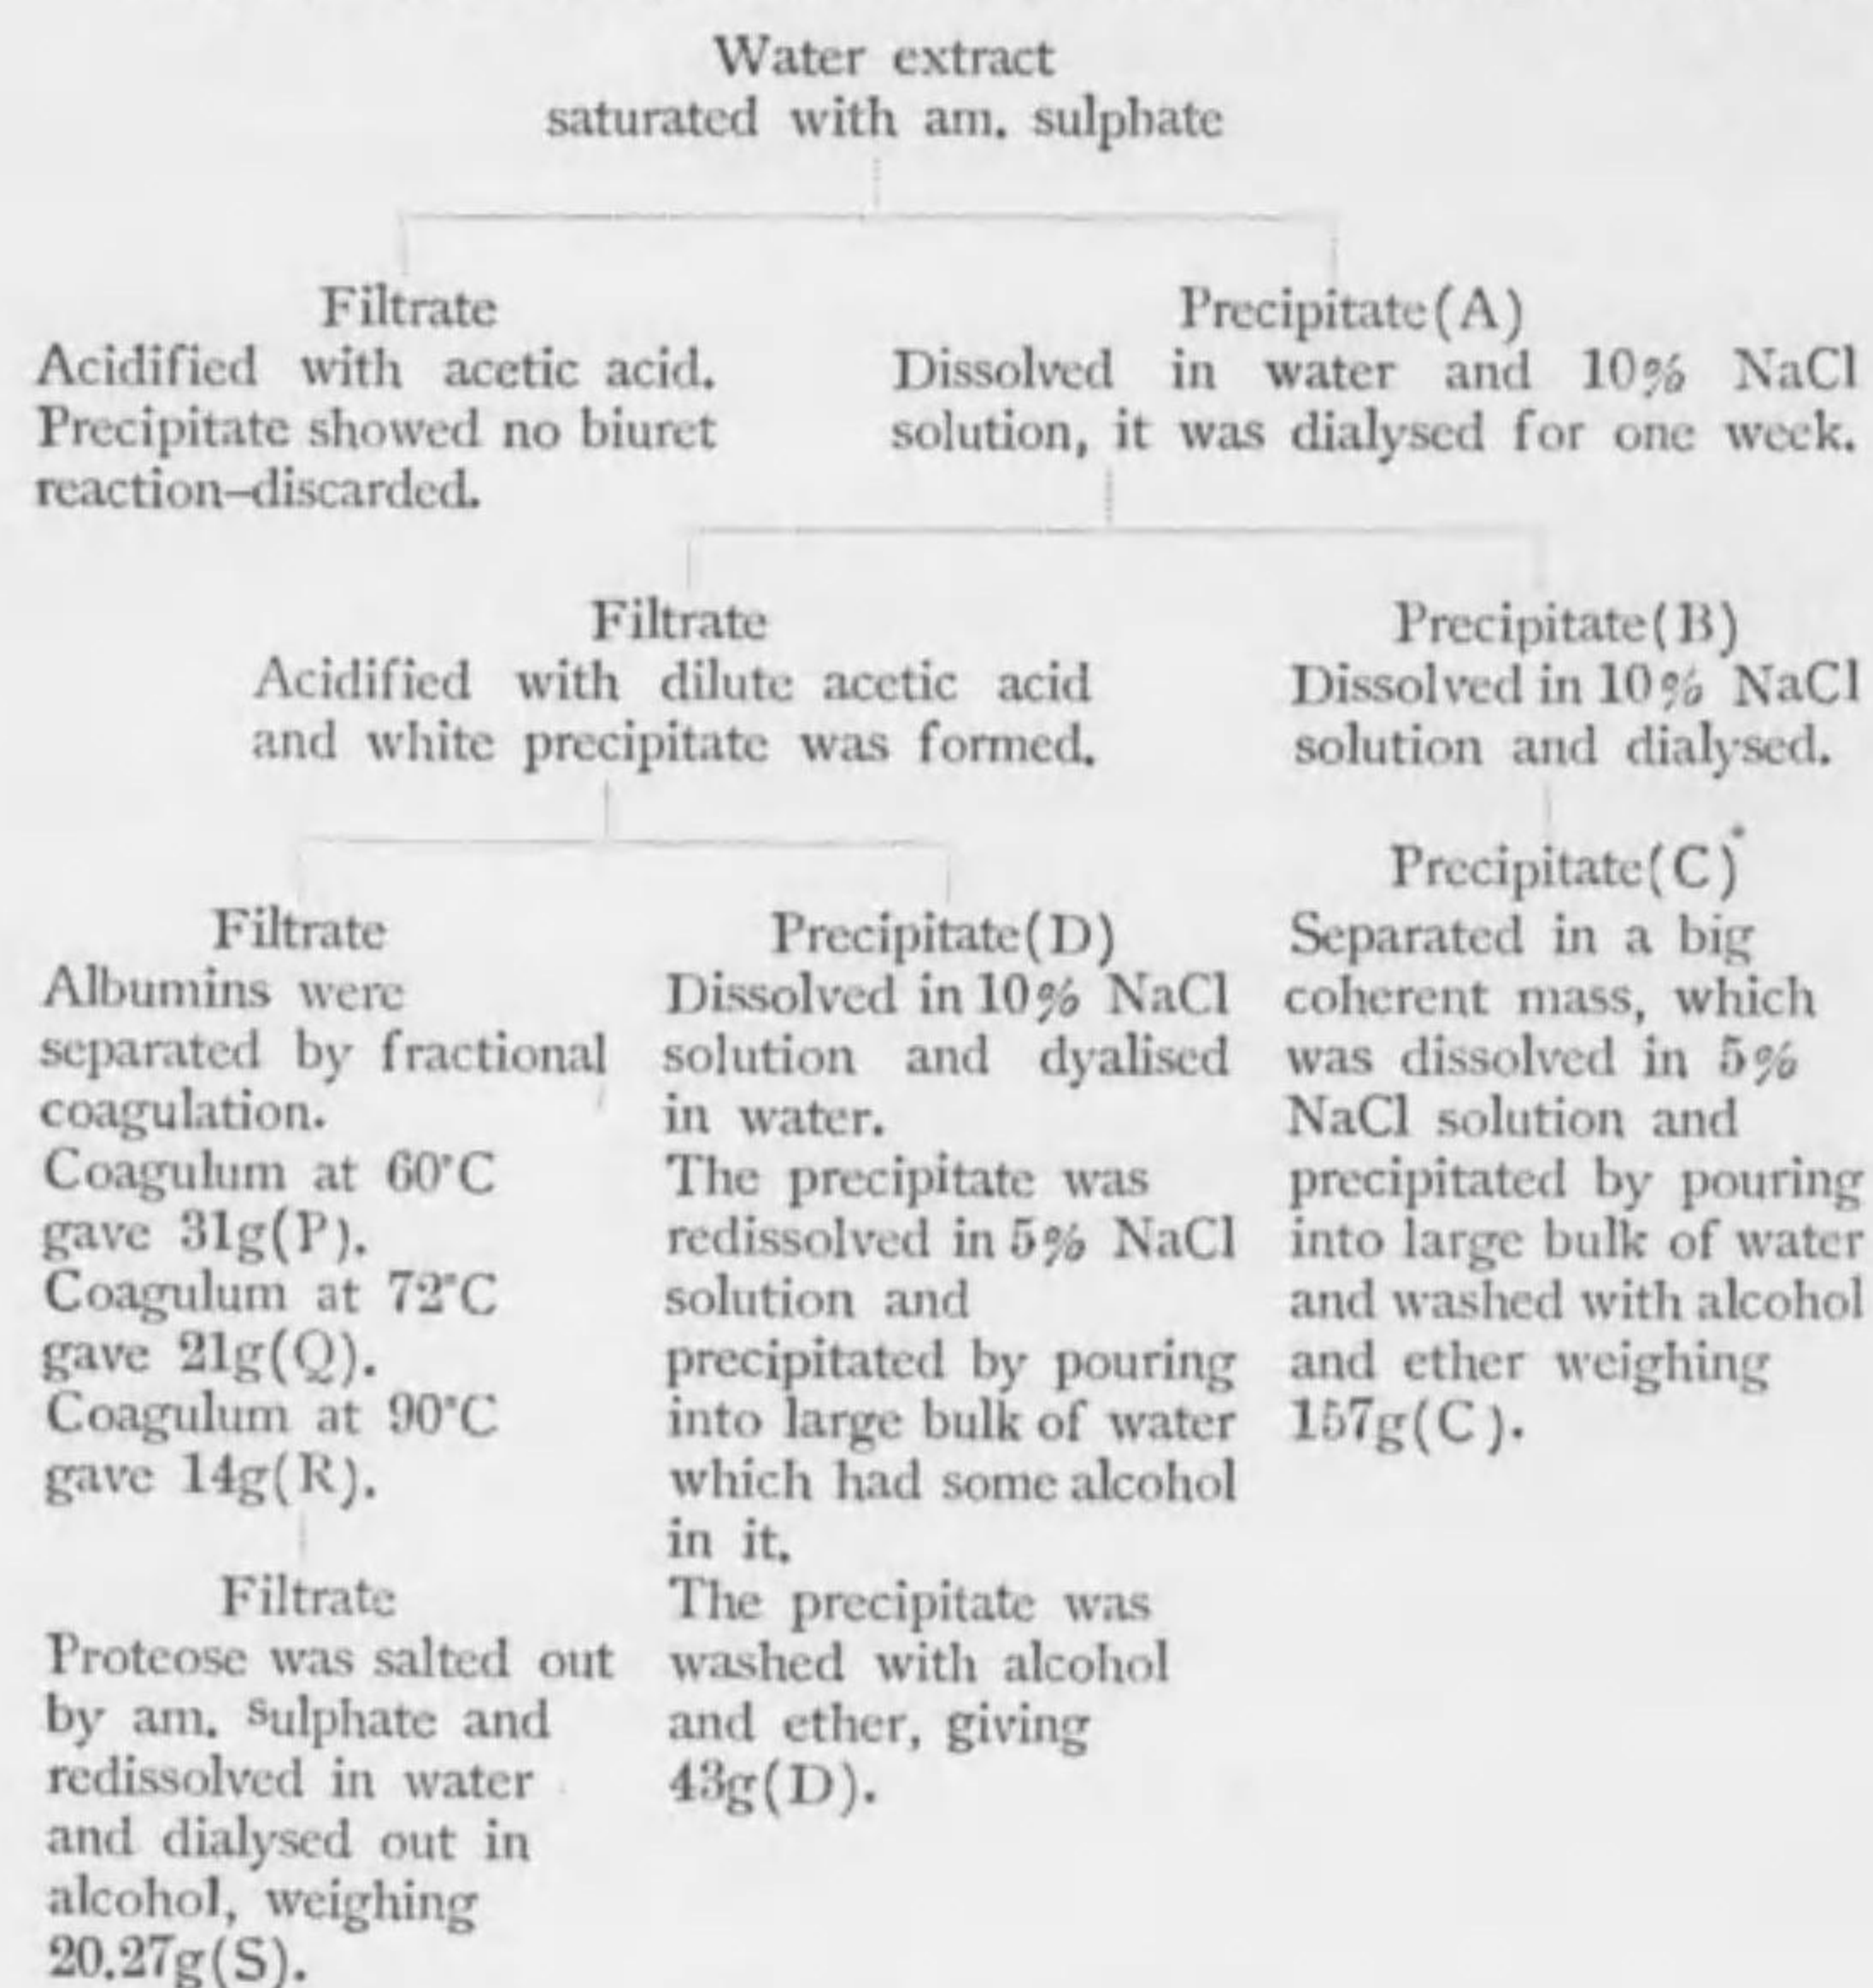 Water extract
saturated with am. sulphate
Filtrate
Acidified with acetic acid.
Precipitate showed no biuret
reaction–discarded.
Precipitate(A)
Dissolved in water and 10% NaCl
solution, it was dialysed for one week.
Filtrate
Acidified with dilute acetic acid
and white precipitate was formed.
Precipitate(B)
Dissolved in 10% NaCl
solution and dialysed.
Filtrate
Albumins were
separated by fractional
coagulation.
Coagulum at 60°C
gave 31g(P).
Coagulum at 72°C
gave 21g(Q).
Coagulum at 90°C
gave 14g(R).
Filtrate
Proteose was salted out
by am. Sulphate and
redissolved in water
and dialysed out in
alcohol, weighing
20.27g(S).
Precipitate(D)
Dissolved in 10% NaCl
solution and dyalised
in water.
The precipitate was
redissolved in 5% NaCl
solution and
precipitated by pouring
into large bulk of water
which had some alcohol
in it.
The precipitate was
washed with alcohol
and ether, giving
43g(D).
Precipitate(C)*
Separated in a big
coherent mass, which
was dissolved in 5%
NaCl solution and
precipitated by pouring
into large bulk of water
and washed with alcohol
and ether weighing
157g(C).